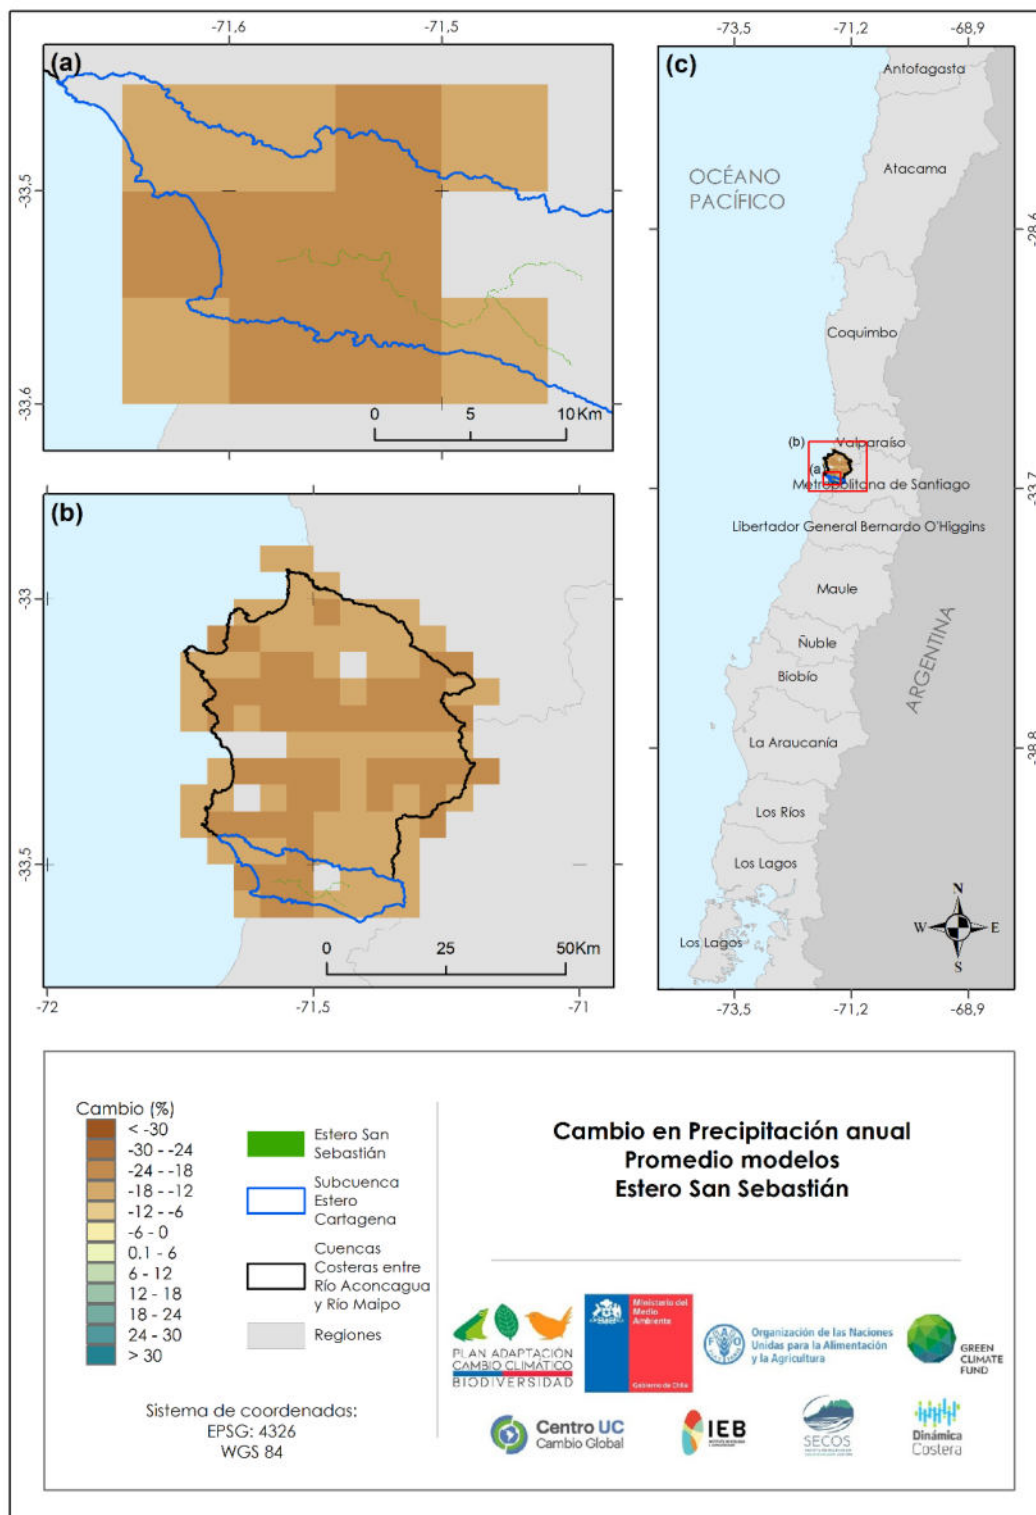 -71,6
-71,5
(a)
-33,5
-33,6
0
5
10Km
(b)
-33
-33,5
0
25
50Km
-72
-71,5
-71
-73,5
-71,2
-68,9
(c)
Antofagasta
OCÉANO
PACÍFICO
Atacama
-28,6
Coquimbo
(b)
Valparaíso
(a)
Metropolitana de Santiago
-33,7
Libertador General Bernardo O'Higgins
Maule
Ñuble
Biobío
ARGENTINA
La Araucanía
-38,8
Los Ríos
Los Lagos
Los Lagos
N
W
E
S
-73,5
-71,2
-68,9
Cambio (%)
< -30
-30 - -24
-24 - -18
-18 - -12
-12 - -6
-6 - 0
0.1 - 6
6 - 12
12 - 18
18 - 24
24 - 30
> 30
Estero San
Sebastián
Subcuenca
Estero
Cartagena
Cuencas
Costeras entre
Río Aconcagua
y Río Maipo
Regiones
Sistema de coordenadas:
EPSG: 4326
WGS 84
Cambio en Precipitación anual
Promedio modelos
Estero San Sebastián
PLAN ADAPTACIÓN
CAMBIO CLIMÁTICO
BIODIVERSIDAD
Ministerio del
Medio
Ambiente
Gobierno de Chile
FAO
Organización de las Naciones
Unidas para la Alimentación
y la Agricultura
GREEN
CLIMATE
FUND
Centro UC
Cambio Global
IEB
SECOS
Dinámica
Costera